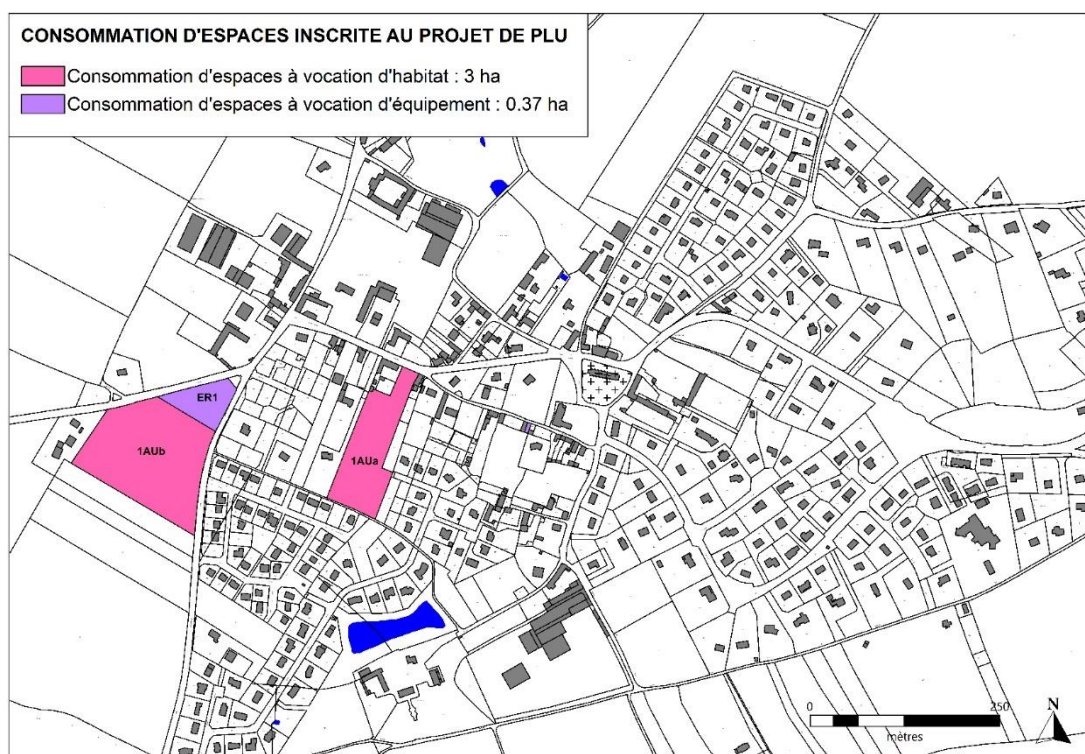 CONSOMMATION D'ESPACES INSCRITE AU PROJET DE PLU
Consommation d'espaces à vocation d'habitat : 3 ha
Consommation d'espaces à vocation d'équipement : 0.37 ha
ER1
1AUb
1AUa
0 250
mètres
N